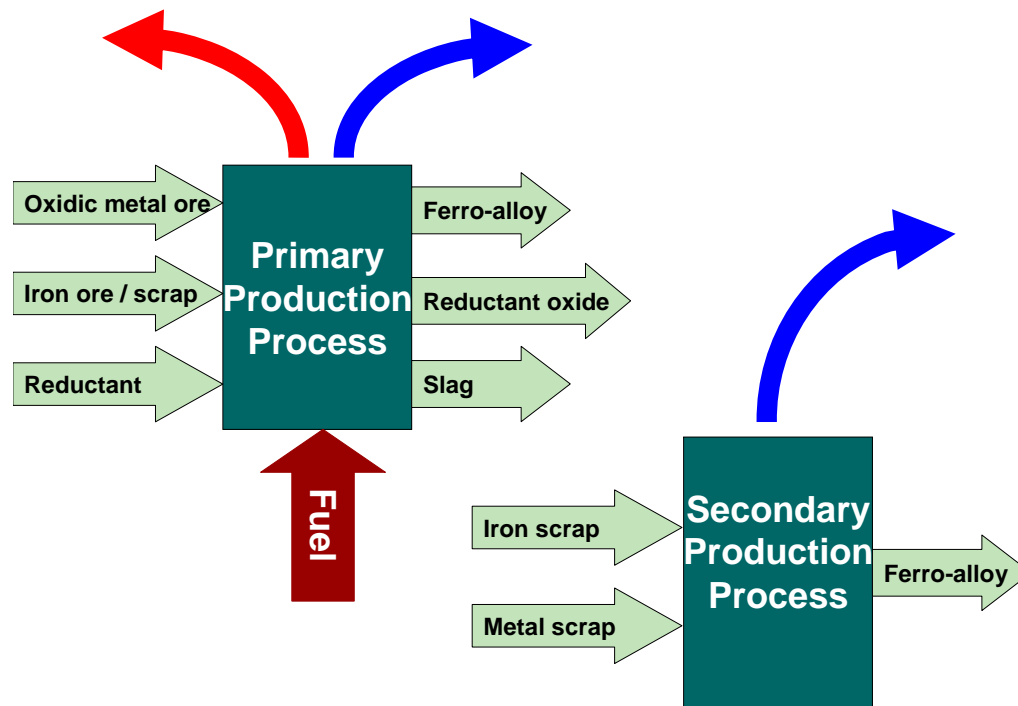 Oxidic metal ore
Iron ore / scrap
Reductant
Primary
Production
Process
Ferro-alloy
Reductant oxide
Slag
Fuel
Iron scrap
Metal scrap
Secondary
Production
Process
Ferro-alloy